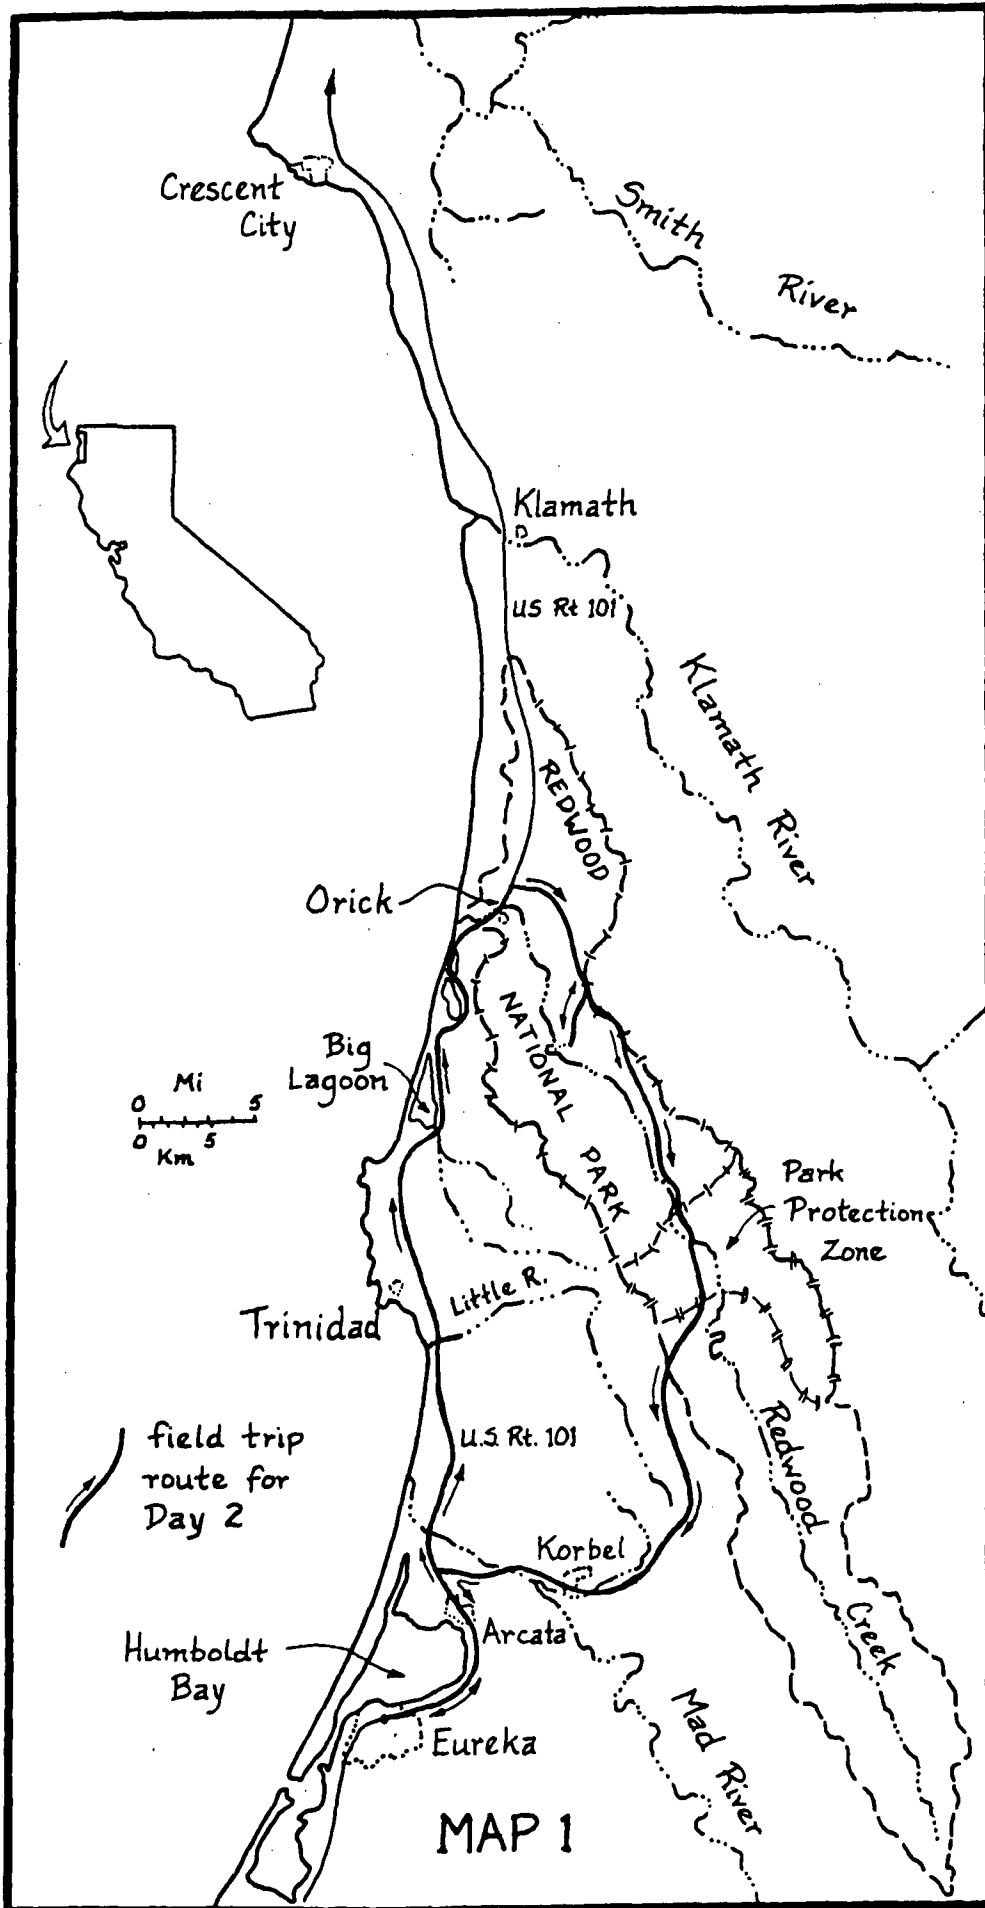 Crescent
City
Smith
River
Klamath
US Rt 101
Klamath
River
REDWOOD
Orick
NATIONAL
PARK
Big
Lagoon
Mi
0 5
0 5
Km
Park
Protection
Zone
Little R.
Trinidad
U.S. Rt. 101
field trip
route for
Day 2
Redwood
Creek
Korbel
Arcata
Humboldt
Bay
Eureka
Mad
River
MAP 1